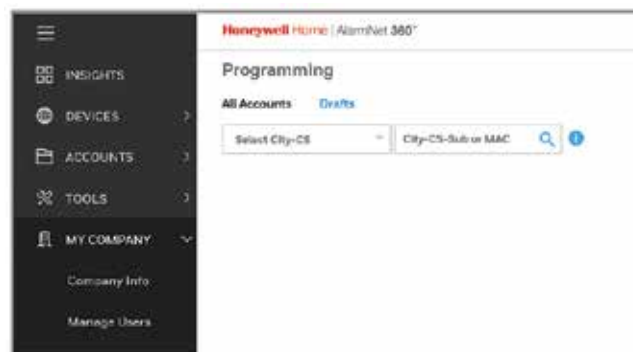 Honeywell Home | AlarmNet 360™
INSIGHTS
DEVICES
ACCOUNTS
TOOLS
MY COMPANY
Company Info
Manage Users
Programming
All Accounts Drafts
Select City-CS City-CS-Sub or MAC